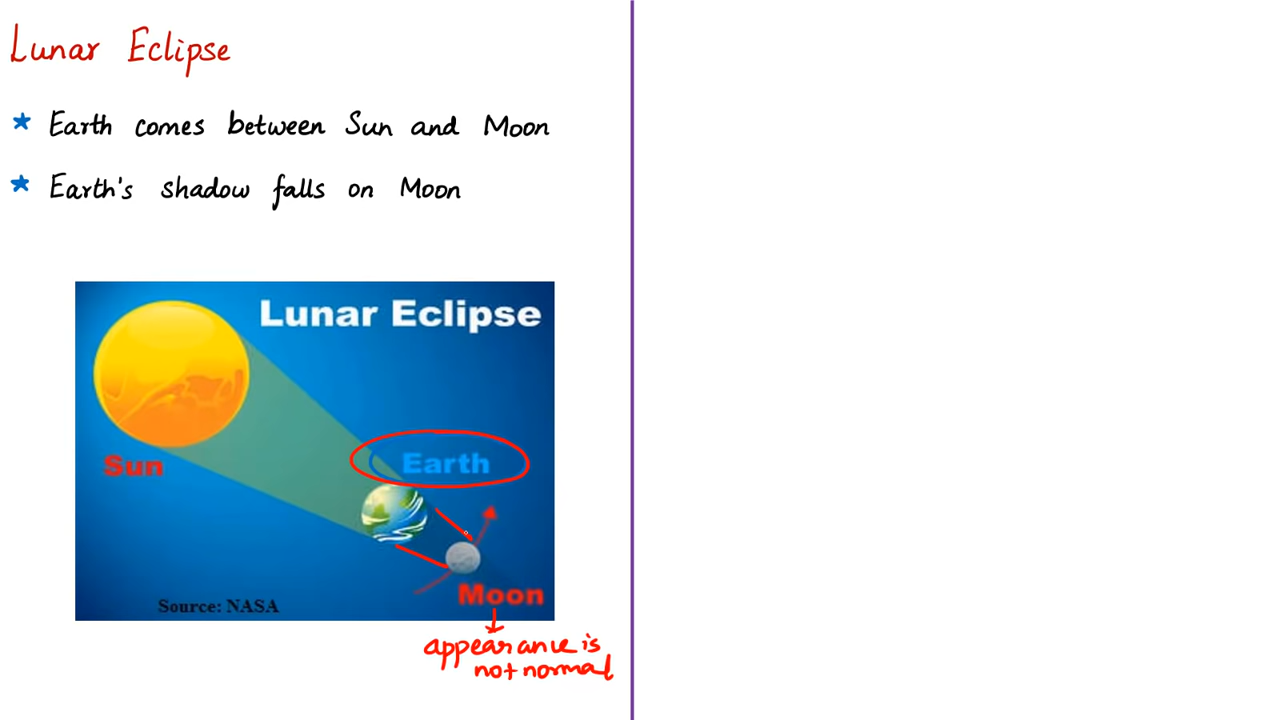 Lunar Eclipse
Earth comes between Sun and Moon
Earth's shadow falls on Moon
Lunar Eclipse
Sun
Earth
Moon
Source: NASA
appearance is
not normal